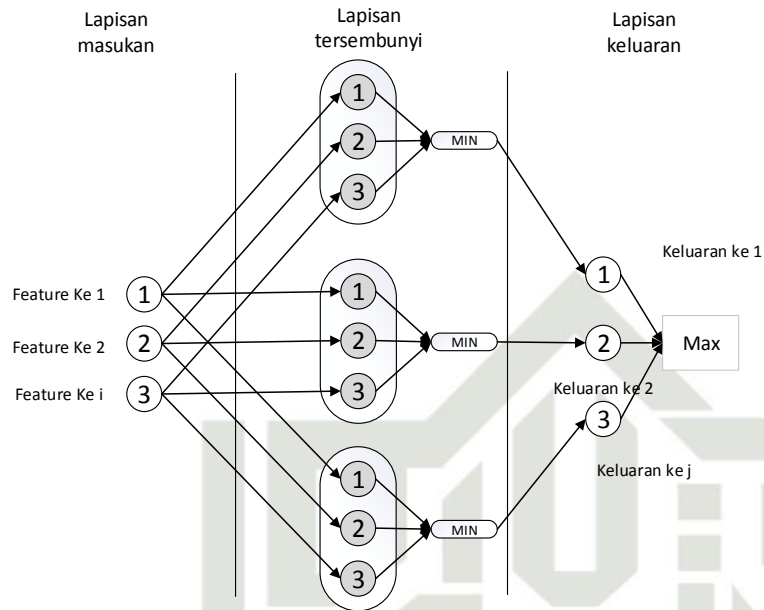 Lapisan
masukan
Lapisan
tersembunyi
Lapisan
keluaran
1
2
3
MIN
Feature Ke 1
1
Feature Ke 2
2
Feature Ke i
3
1
2
3
MIN
1
2
3
MIN
1
Keluaran ke 1
2
Max
Keluaran ke 2
3
Keluaran ke j